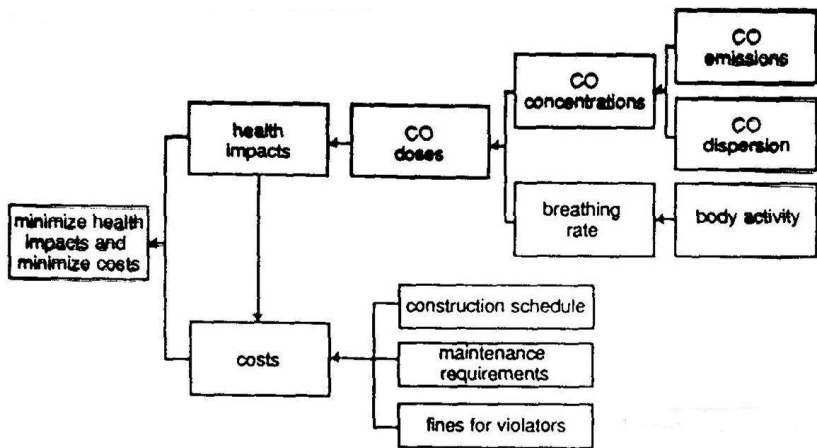 CO
emissions
CO
concentrations
CO
dispersion
health
impacts
CO
doses
breathing
rate
body activity
minimize health
impacts and
minimize costs
construction schedule
costs
maintenance
requirements
fines for violators